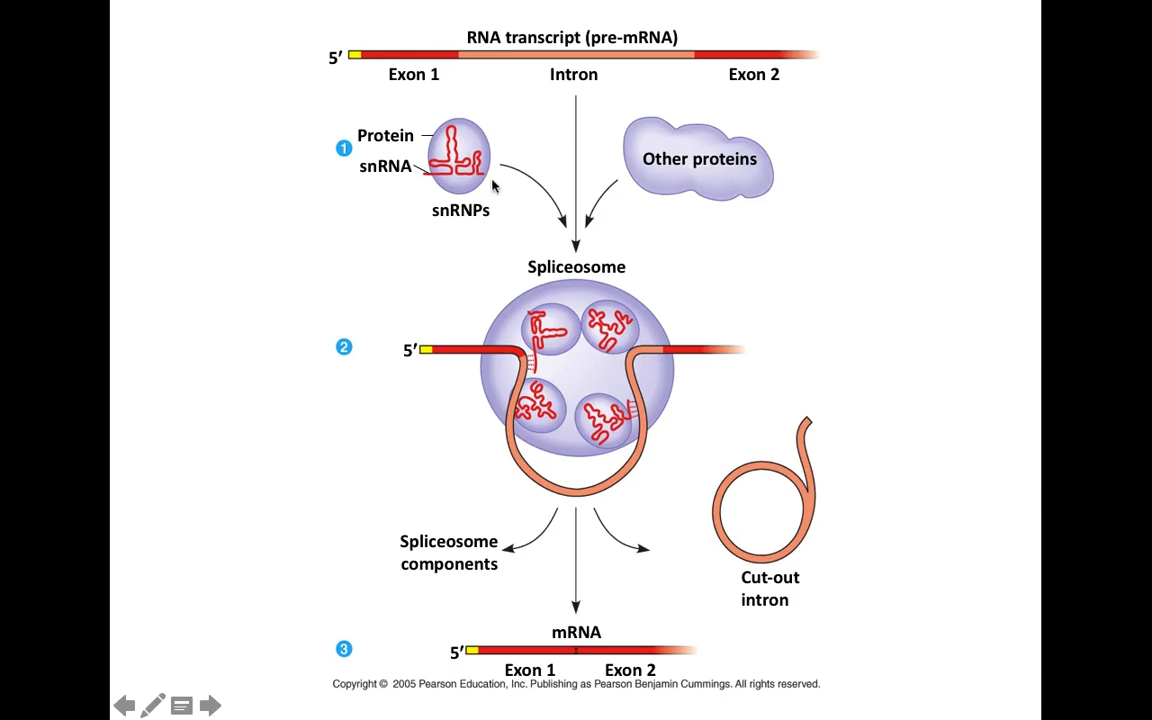 RNA transcript (pre-mRNA)
5′
Exon 1
Intron
Exon 2
1
Protein
snRNA
snRNPs
Other proteins
Spliceosome
2
5′
Spliceosome
components
Cut-out
intron
3
mRNA
5′
Exon 1
Exon 2
Copyright © 2005 Pearson Education, Inc. Publishing as Pearson Benjamin Cummings. All rights reserved.